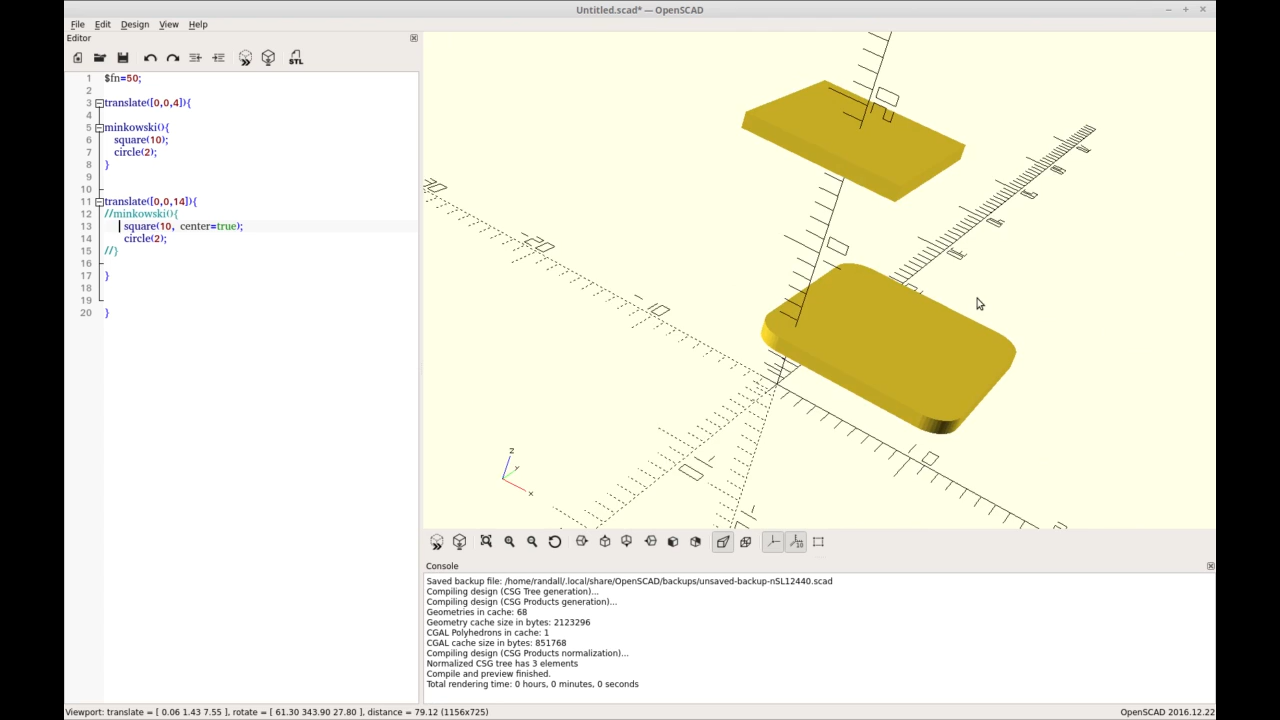 Untitled.scad* — OpenSCAD
File Edit Design View Help
Editor
STL
1 $fn=50;
2
3 translate([0,0,4]){
4
5 minkowski(){
6 square(10);
7 circle(2);
8 }
9
10
11 translate([0,0,14]){
12 //minkowski(){
13 square(10, center=true);
14 circle(2);
15 //}
16
17 }
18
19
20 }
z
y
x
10
Console
Saved backup file: /home/randall/.local/share/OpenSCAD/backups/unsaved-backup-nSL12440.scad
Compiling design (CSG Tree generation)...
Compiling design (CSG Products generation)...
Geometries in cache: 68
Geometry cache size in bytes: 2123296
CGAL Polyhedrons in cache: 1
CGAL cache size in bytes: 851768
Compiling design (CSG Products normalization)...
Normalized CSG tree has 3 elements
Compile and preview finished.
Total rendering time: 0 hours, 0 minutes, 0 seconds
Viewport: translate = [ 0.06 1.43 7.55 ], rotate = [ 61.30 343.90 27.80 ], distance = 79.12 (1156x725)
OpenSCAD 2016.12.22